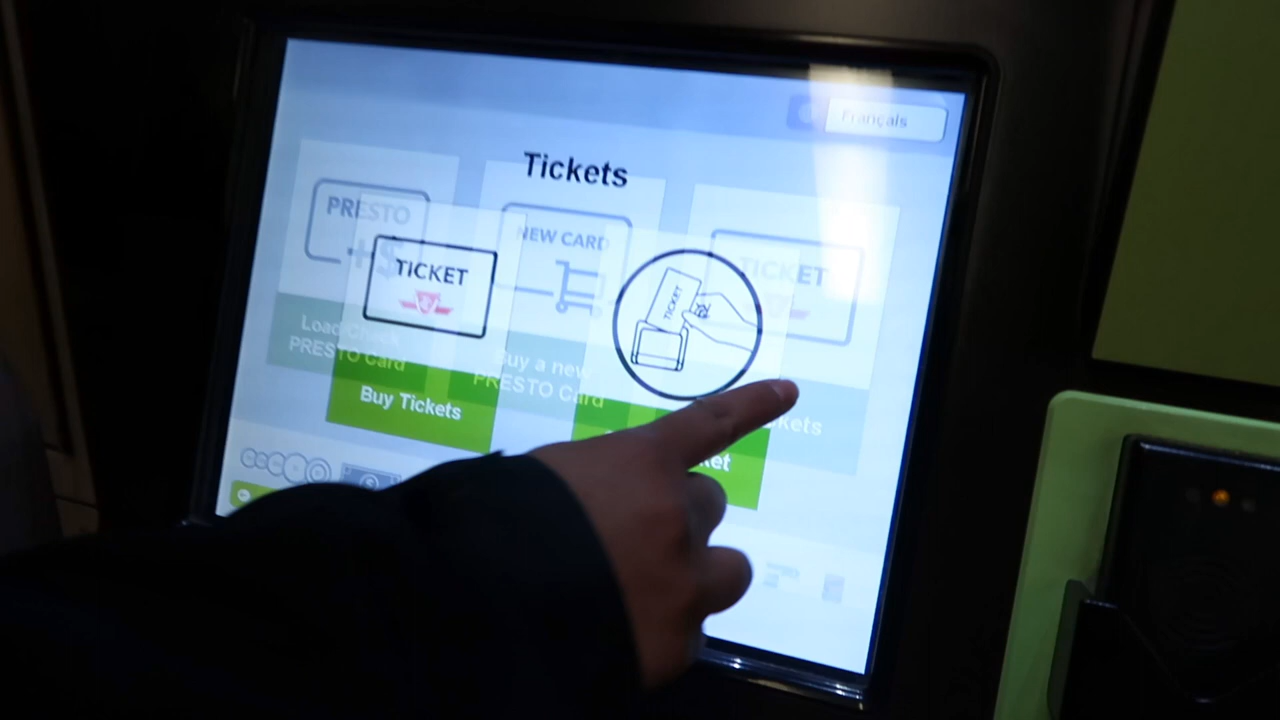 Français
Tickets
PRESTO
+$
NEW CARD
TICKET
TICKET
TICKET
Load Check
PRESTO Card
Buy a new
PRESTO Card
Buy Tickets